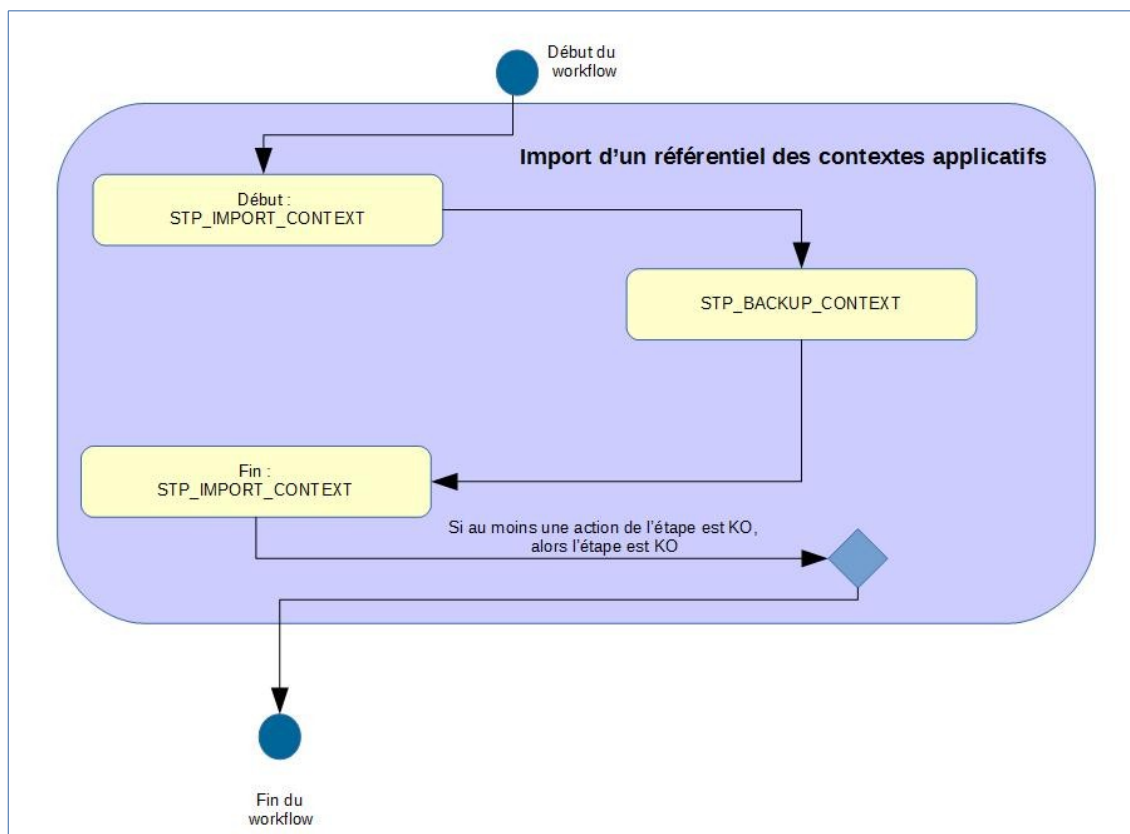 Début du
workflow
Import d’un référentiel des contextes applicatifs
Début :
STP_IMPORT_CONTEXT
STP_BACKUP_CONTEXT
Fin :
STP_IMPORT_CONTEXT
Si au moins une action de l’étape est KO,
alors l’étape est KO
Fin du
workflow